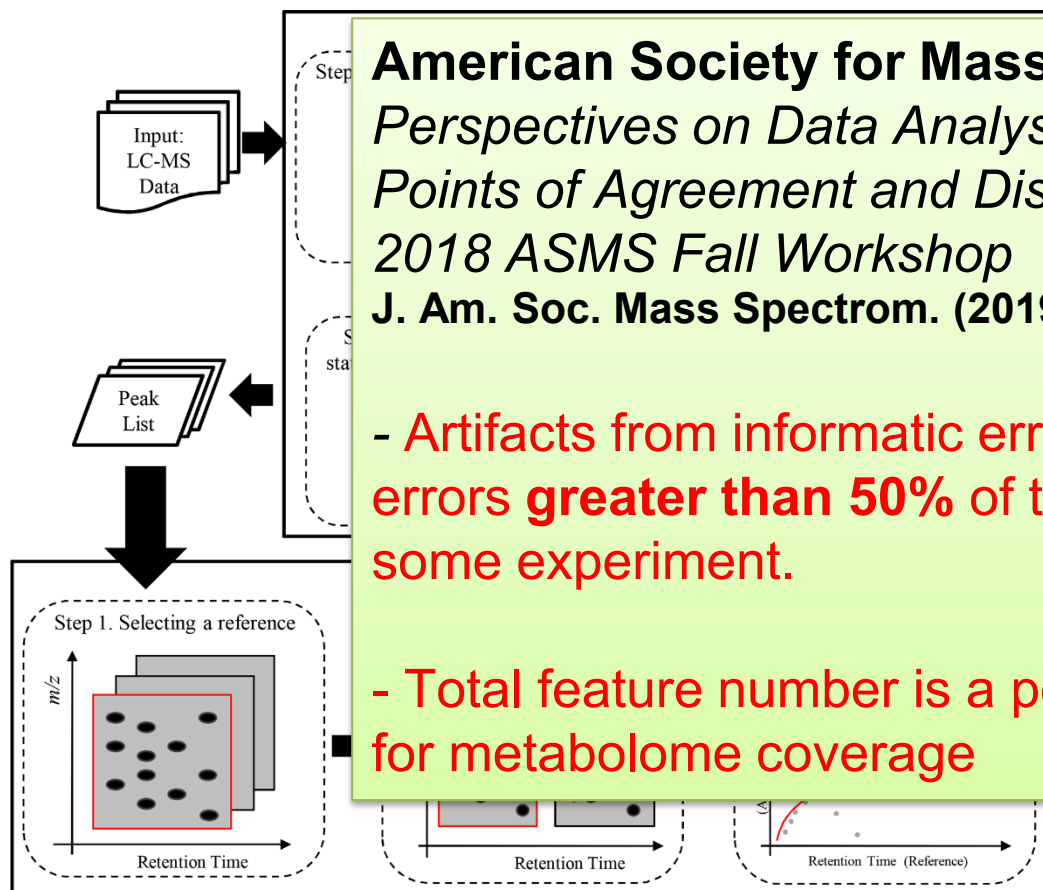 Input:
LC-MS
Data
Peak
List
Step
American Society for Mass
Perspectives on Data Analys
Points of Agreement and Dis
2018 ASMS Fall Workshop
J. Am. Soc. Mass Spectrom. (2019
- Artifacts from informatic err
errors greater than 50% of t
some experiment.
- Total feature number is a p
for metabolome coverage
Step 1. Selecting a reference
m/z
Retention Time
Retention Time
Retention Time (Reference)